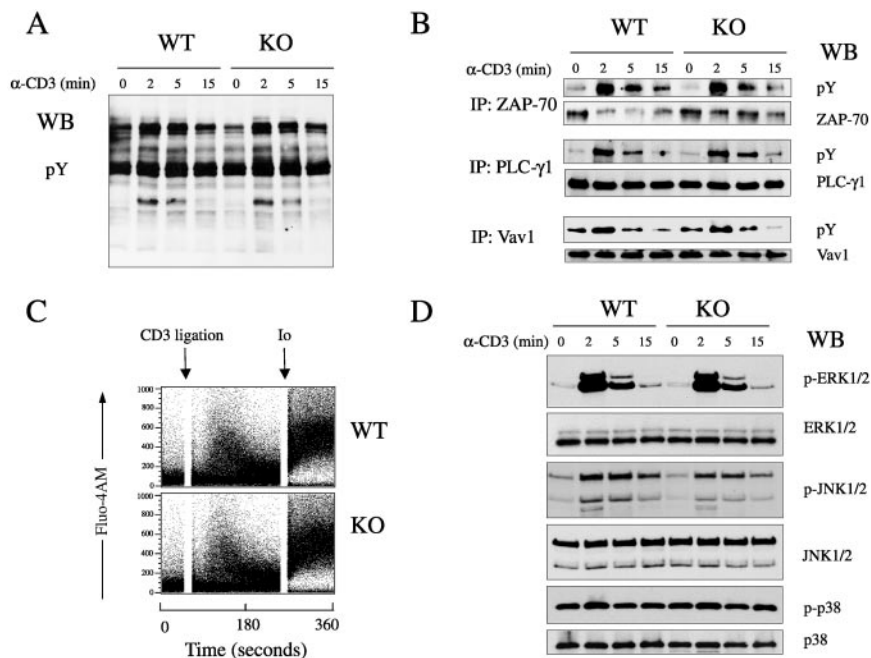 A
WT KO
α-CD3 (min) 0 2 5 15 0 2 5 15
WB
pY
B
WT KO
WB
α-CD3 (min) 0 2 5 15 0 2 5 15
IP: ZAP-70
pY
ZAP-70
IP: PLC-γ1
pY
PLC-γ1
IP: Vav1
pY
Vav1
C
CD3 ligation Io
1000
800
600
400
200
0
WT
1000
800
600
400
200
0
KO
Fluo-4AM
0 180 360
Time (seconds)
D
WT KO
WB
α-CD3 (min) 0 2 5 15 0 2 5 15
p-ERK1/2
ERK1/2
p-JNK1/2
JNK1/2
p-p38
p38